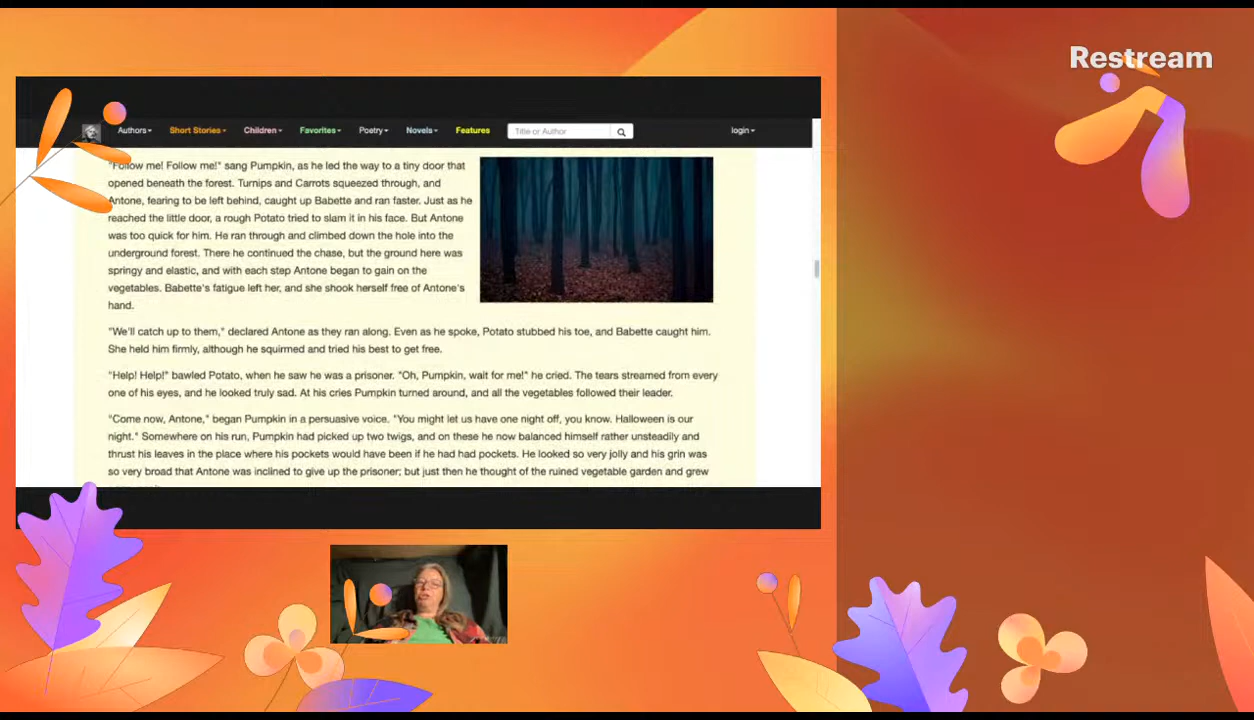 Restream
Authors
Short Stories
Children
Favorites
Poetry
Novels
Features
Title or Author
login
"Follow me! Follow me!" sang Pumpkin, as he led the way to a tiny door that
opened beneath the forest. Turnips and Carrots squeezed through, and
Antone, fearing to be left behind, caught up Babette and ran faster. Just as he
reached the little door, a rough Potato tried to slam it in his face. But Antone
was too quick for him. He ran through and climbed down the hole into the
underground forest. There he continued the chase, but the ground here was
springy and elastic, and with each step Antone began to gain on the
vegetables. Babette's fatigue left her, and she shook herself free of Antone's
hand.
"We'll catch up to them," declared Antone as they ran along. Even as he spoke, Potato stubbed his toe, and Babette caught him.
She held him firmly, although he squirmed and tried his best to get free.
"Help! Help!" bawled Potato, when he saw he was a prisoner. "Oh, Pumpkin, wait for me!" he cried. The tears streamed from every
one of his eyes, and he looked truly sad. At his cries Pumpkin turned around, and all the vegetables followed their leader.
"Come now, Antone," began Pumpkin in a persuasive voice. "You might let us have one night off, you know. Halloween is our
night." Somewhere on his run, Pumpkin had picked up two twigs, and on these he now balanced himself rather unsteadily and
thrust his leaves in the place where his pockets would have been if he had had pockets. He looked so very jolly and his grin was
so very broad that Antone was inclined to give up the prisoner; but just then he thought of the ruined vegetable garden and grew